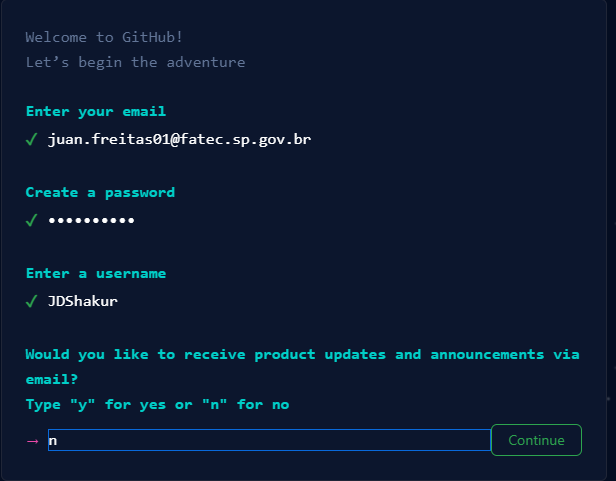 Welcome to GitHub!
Let’s begin the adventure
Enter your email
✓ juan.freitas01@fatec.sp.gov.br
Create a password
✓ ••••••••••
Enter a username
✓ JDShakur
Would you like to receive product updates and announcements via
email?
Type "y" for yes or "n" for no
→ n Continue